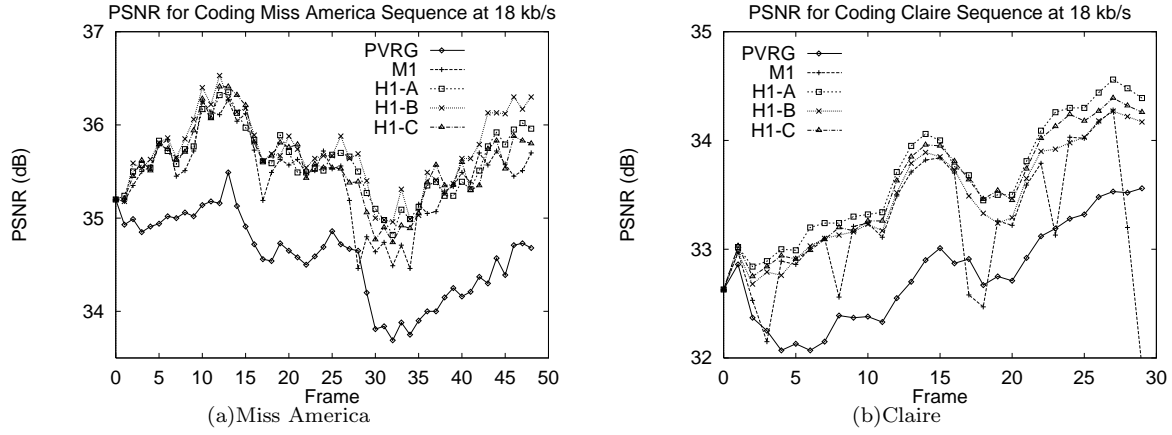 PSNR for Coding Miss America Sequence at 18 kb/s
37
36
35
34
PSNR (dB)
PVRG
M1
H1-A
H1-B
H1-C
0 5 10 15 20 25 30 35 40 45 50
Frame
(a)Miss America
PSNR for Coding Claire Sequence at 18 kb/s
35
34
33
32
PSNR (dB)
PVRG
M1
H1-A
H1-B
H1-C
0 5 10 15 20 25 30
Frame
(b)Claire